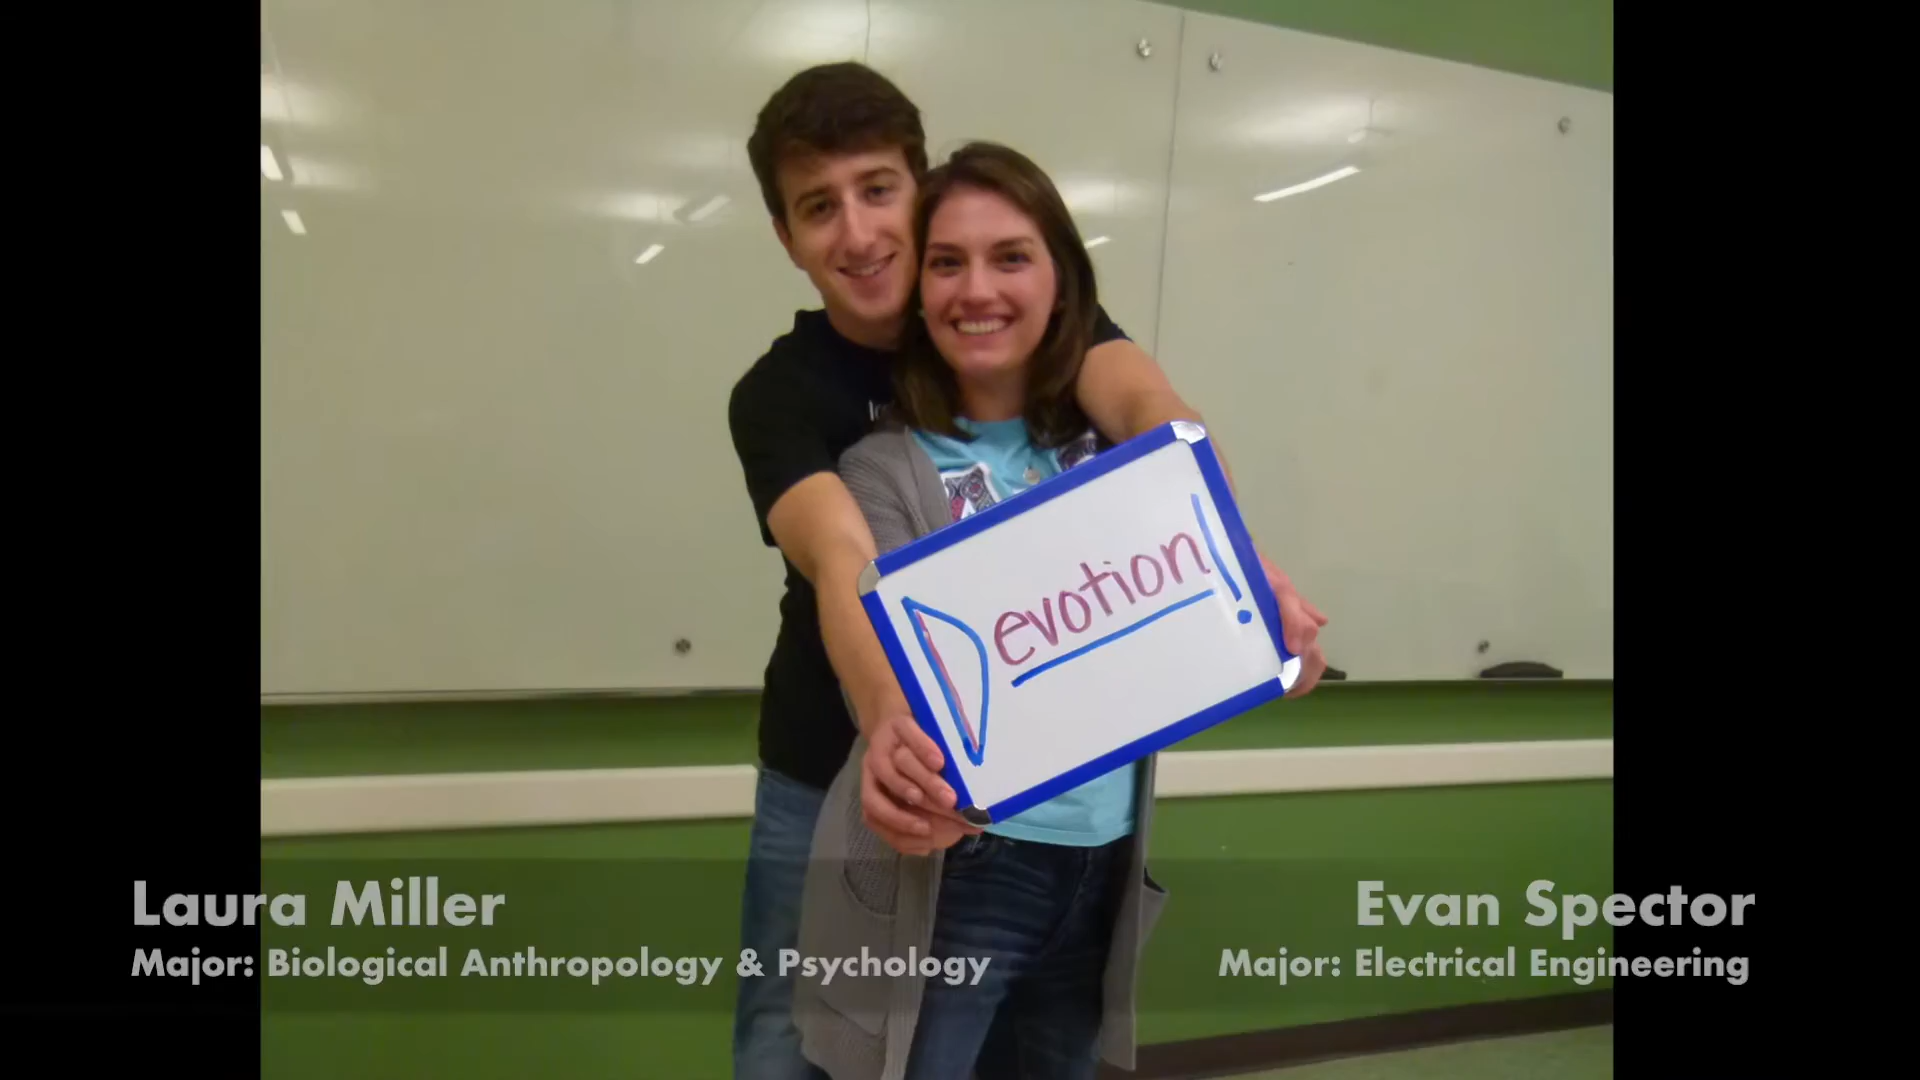 Devotion!
Laura Miller
Major: Biological Anthropology & Psychology
Evan Spector
Major: Electrical Engineering